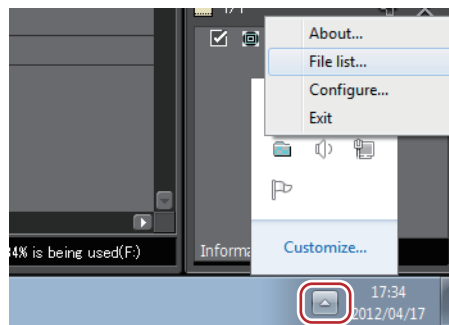 1/1
About...
File list...
Configure...
Exit
4% is being used(F:)
Informa
Customize...
17:34
2012/04/17